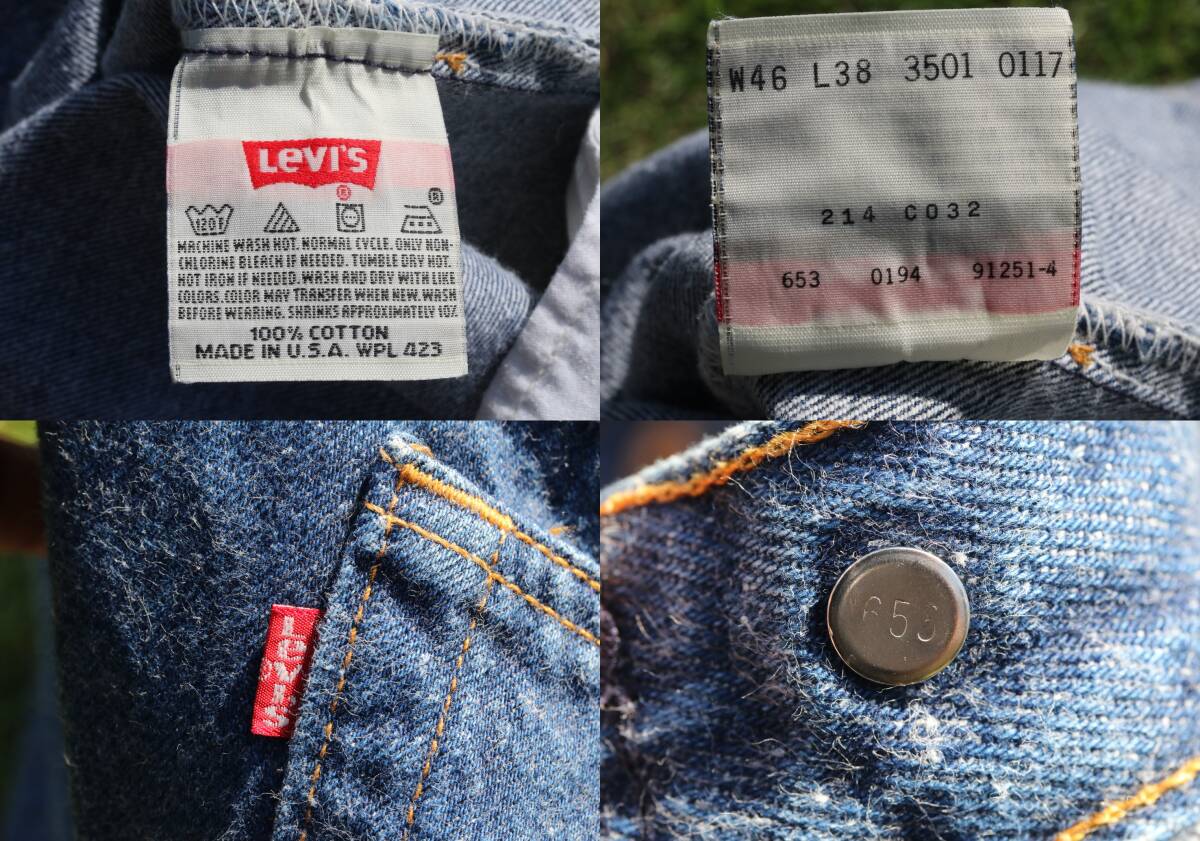 LEVI'S
®
®
120F
MACHINE WASH HOT. NORMAL CYCLE. ONLY NON-
CHLORINE BLEACH IF NEEDED. TUMBLE DRY HOT.
HOT IRON IF NEEDED. WASH AND DRY WITH LIKE
COLORS. COLOR MAY TRANSFER WHEN NEW. WASH
BEFORE WEARING. SHRINKS APPROXIMATELY 10%
100% COTTON
MADE IN U.S.A. WPL 423
W46 L38 3501 0117
214 C032
653 0194 91251-4
LEVI'S
653